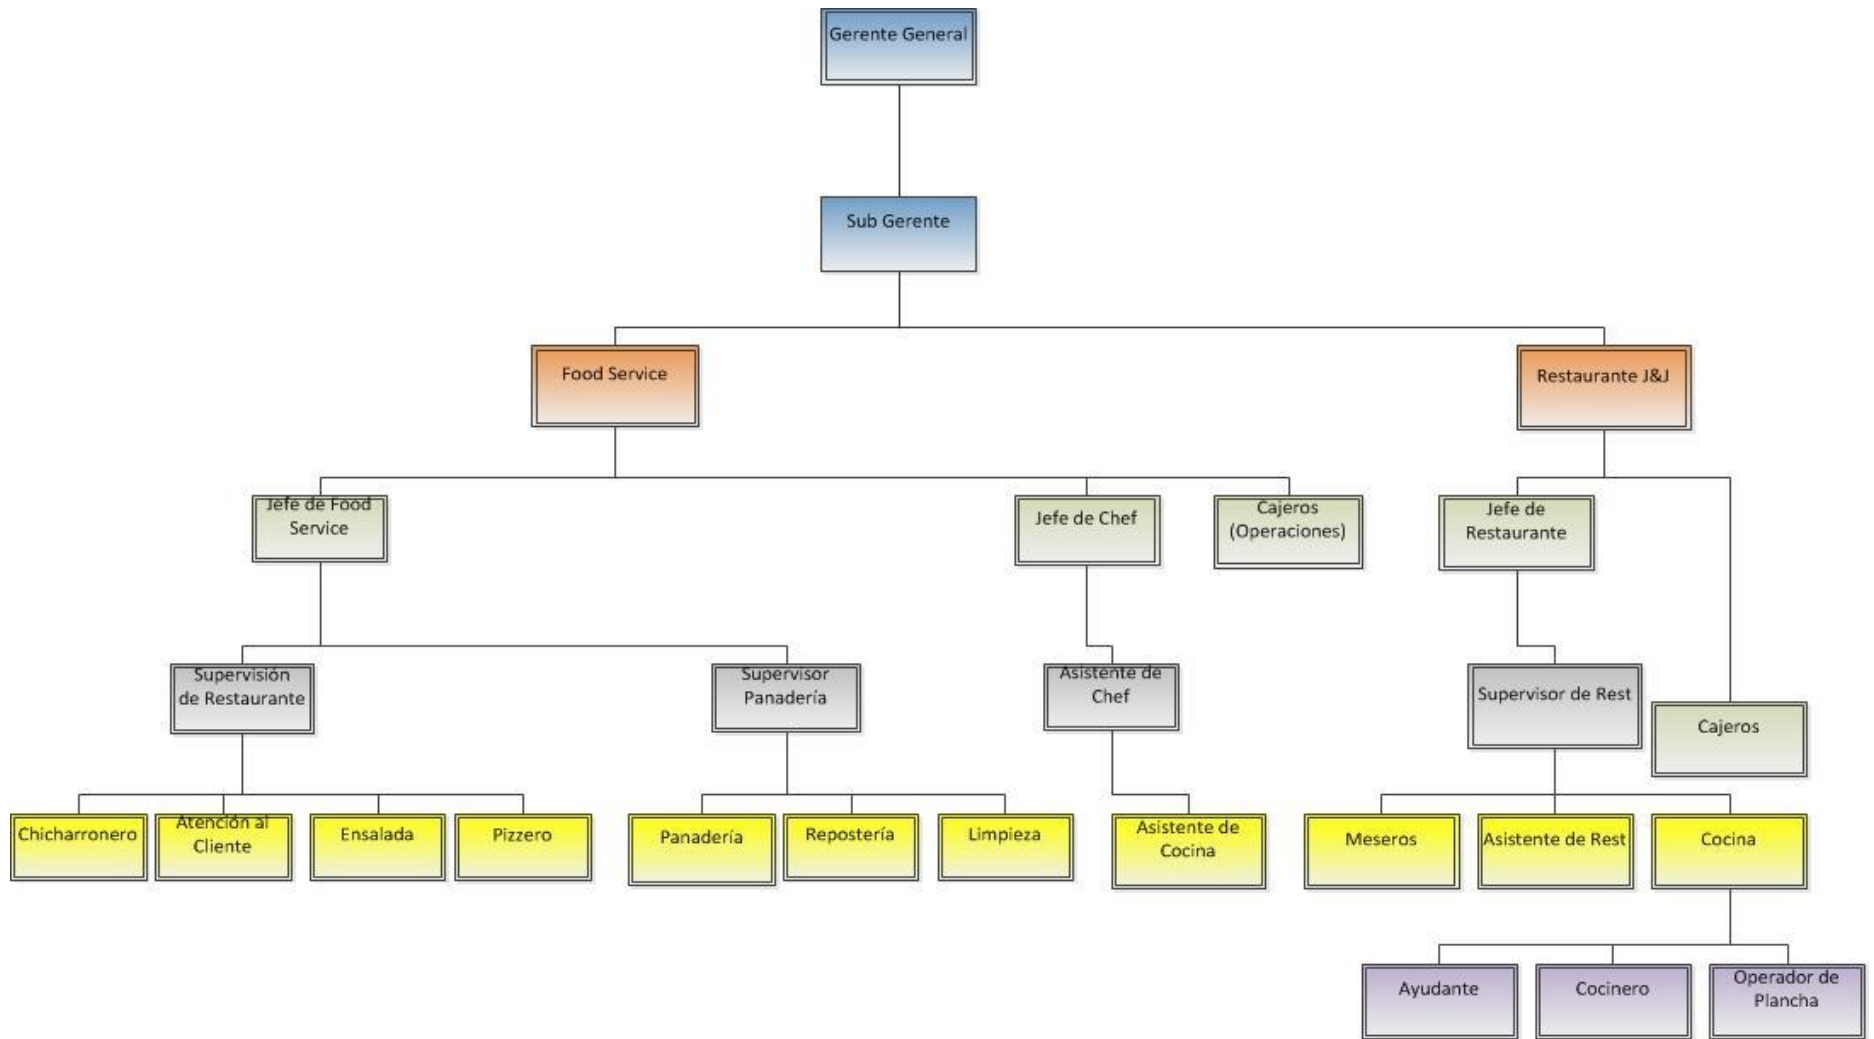 Gerente General
Sub Gerente
Food Service
Restaurante J&J
Jefe de Food
Service
Jefe de Chef
Cajeros
(Operaciones)
Jefe de
Restaurante
Supervisión
de Restaurante
Supervisor
Panadería
Asistente de
Chef
Supervisor de Rest
Cajeros
Chicharronero
Atención al
Cliente
Ensalada
Pizzero
Panadería
Repostería
Limpieza
Asistente de
Cocina
Meseros
Asistente de Rest
Cocina
Ayudante
Cocinero
Operador de
Plancha